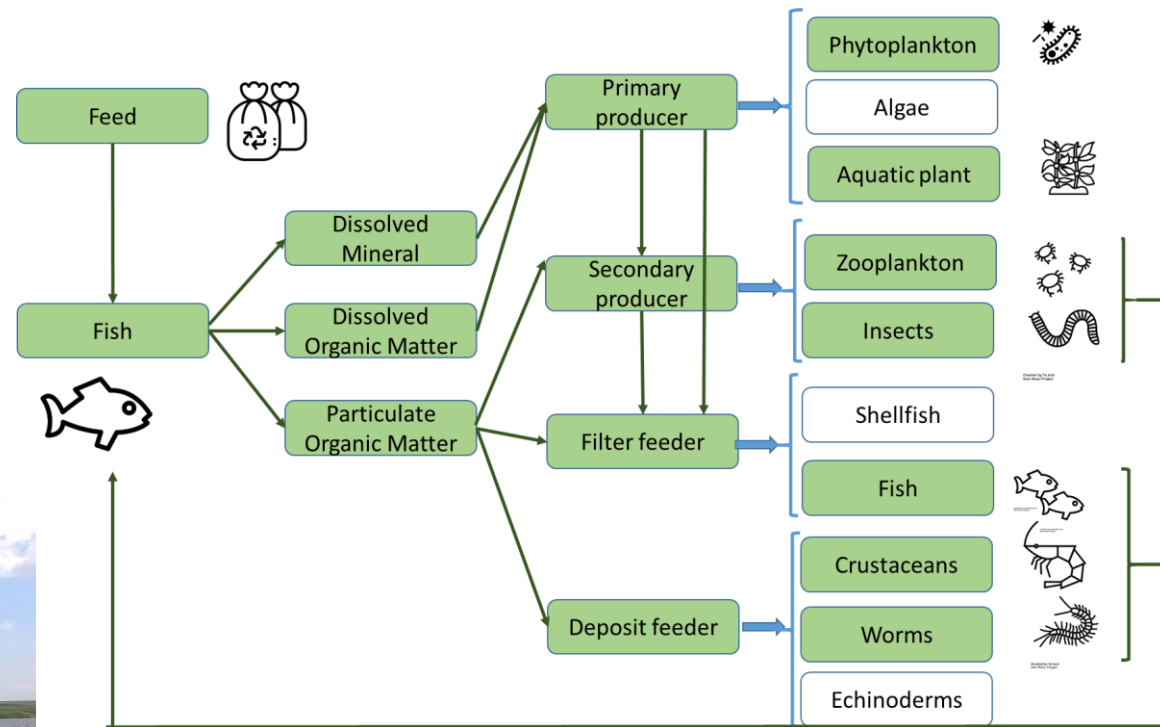 Feed
Fish
Dissolved
Mineral
Dissolved
Organic Matter
Particulate
Organic Matter
Primary
producer
Secondary
producer
Filter feeder
Deposit feeder
Phytoplankton
Algae
Aquatic plant
Zooplankton
Insects
Shellfish
Fish
Crustaceans
Worms
Echinoderms